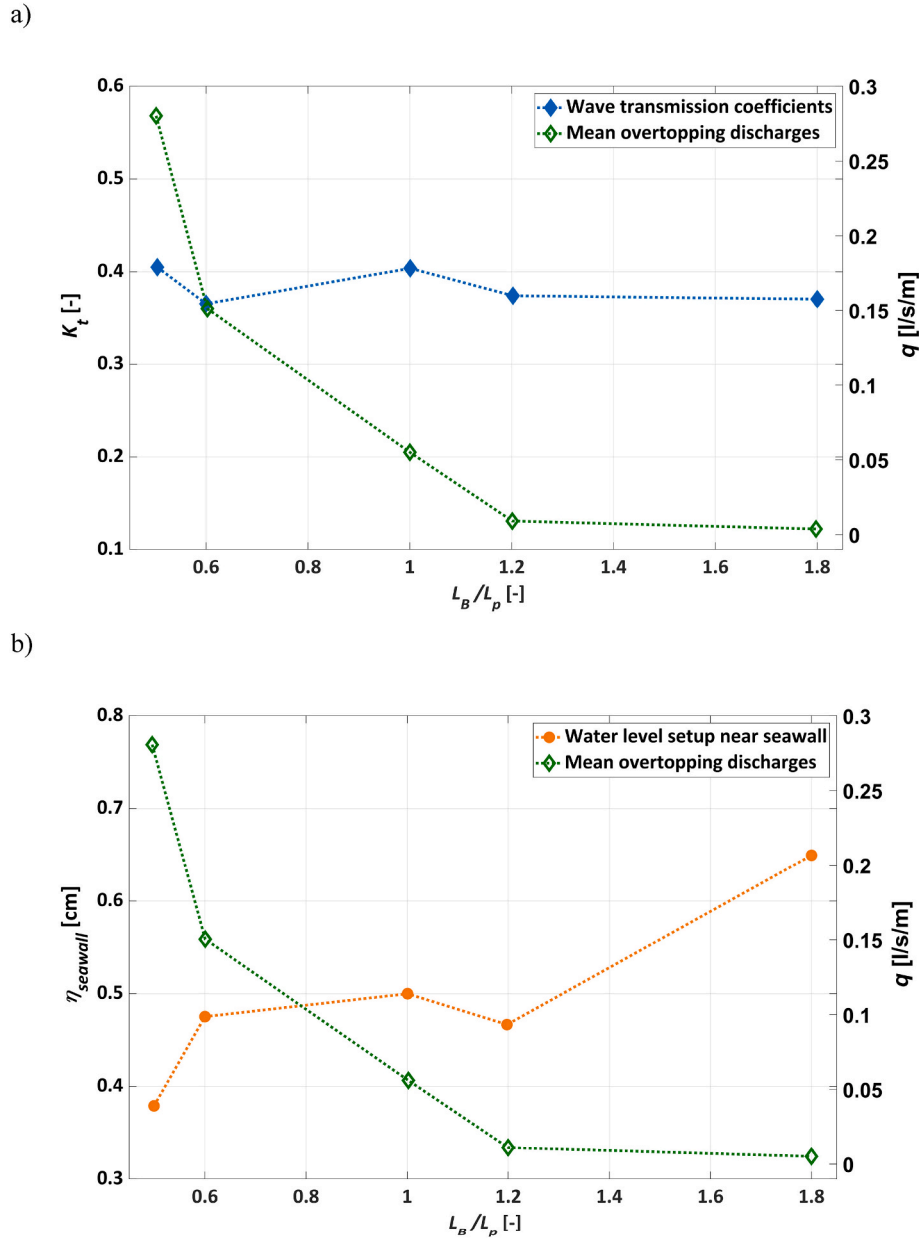 a)
Wave transmission coefficients
Mean overtopping discharges
0.6
0.5
0.4
0.3
0.2
0.1
K_t [-]
0.3
0.25
0.2
0.15
0.1
0.05
0
q [l/s/m]
0.6 0.8 1 1.2 1.4 1.6 1.8
L_B/L_p [-]
b)
Water level setup near seawall
Mean overtopping discharges
0.8
0.7
0.6
0.5
0.4
0.3
η_seawall [cm]
0.3
0.25
0.2
0.15
0.1
0.05
0
q [l/s/m]
0.6 0.8 1 1.2 1.4 1.6 1.8
L_B/L_p [-]